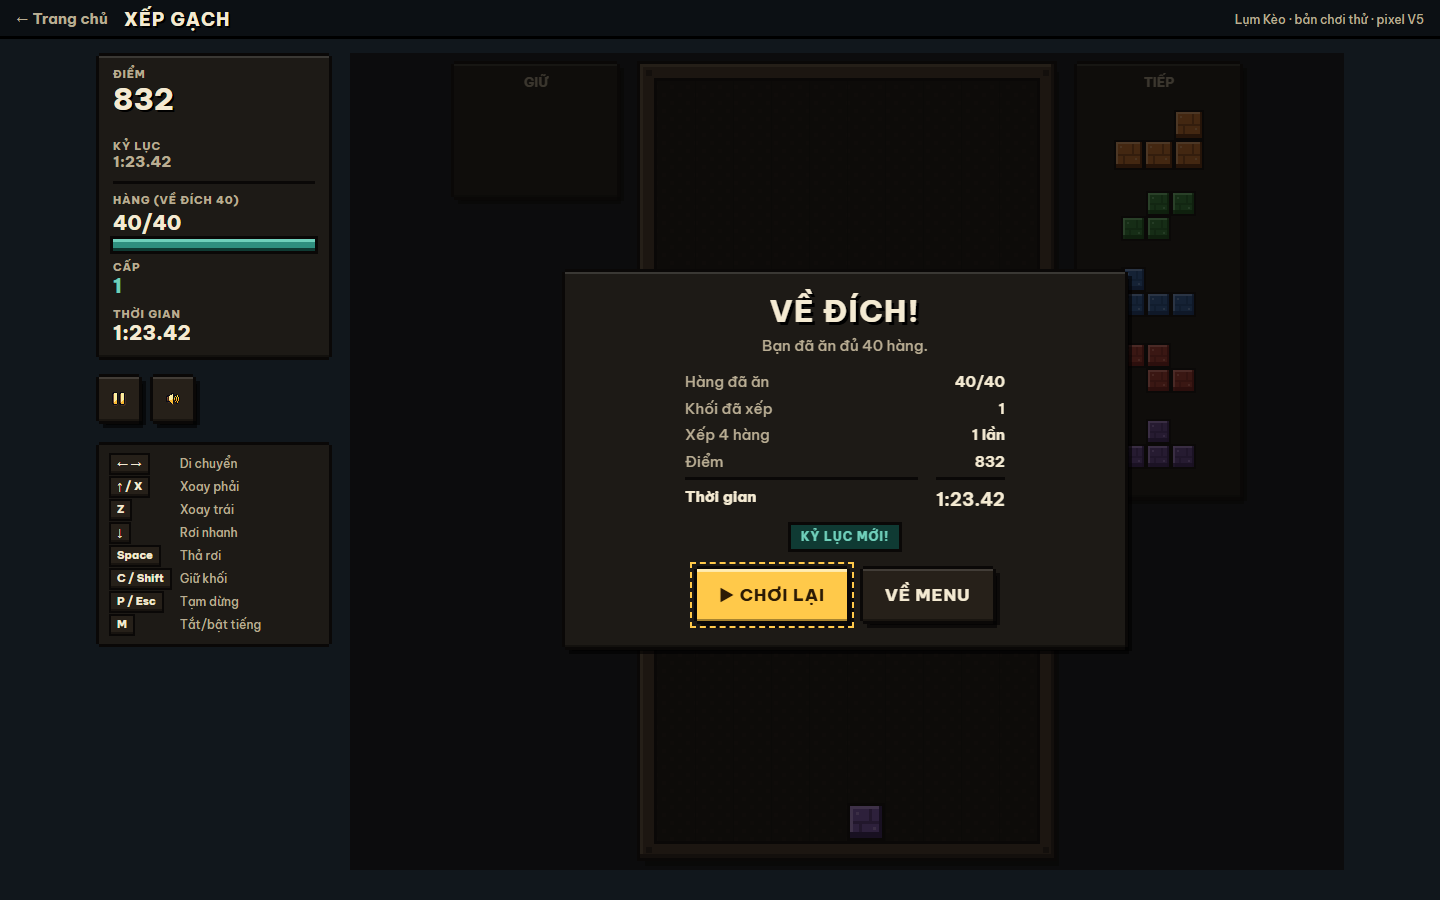 ← Trang chủ XẾP GẠCH
Lụm Kèo · bản chơi thử · pixel V5
ĐIỂM
832
KỶ LỤC
1:23.42
HÀNG (VỀ ĐÍCH 40)
40/40
CẤP
1
THỜI GIAN
1:23.42
←→ Di chuyển
↑ / X Xoay phải
Z Xoay trái
↓ Rơi nhanh
Space Thả rơi
C / Shift Giữ khối
P / Esc Tạm dừng
M Tắt/bật tiếng
GIỮ
TIẾP
VỀ ĐÍCH!
Bạn đã ăn đủ 40 hàng.
Hàng đã ăn 40/40
Khối đã xếp 1
Xếp 4 hàng 1 lần
Điểm 832
Thời gian 1:23.42
KỶ LỤC MỚI!
▶ CHƠI LẠI
VỀ MENU